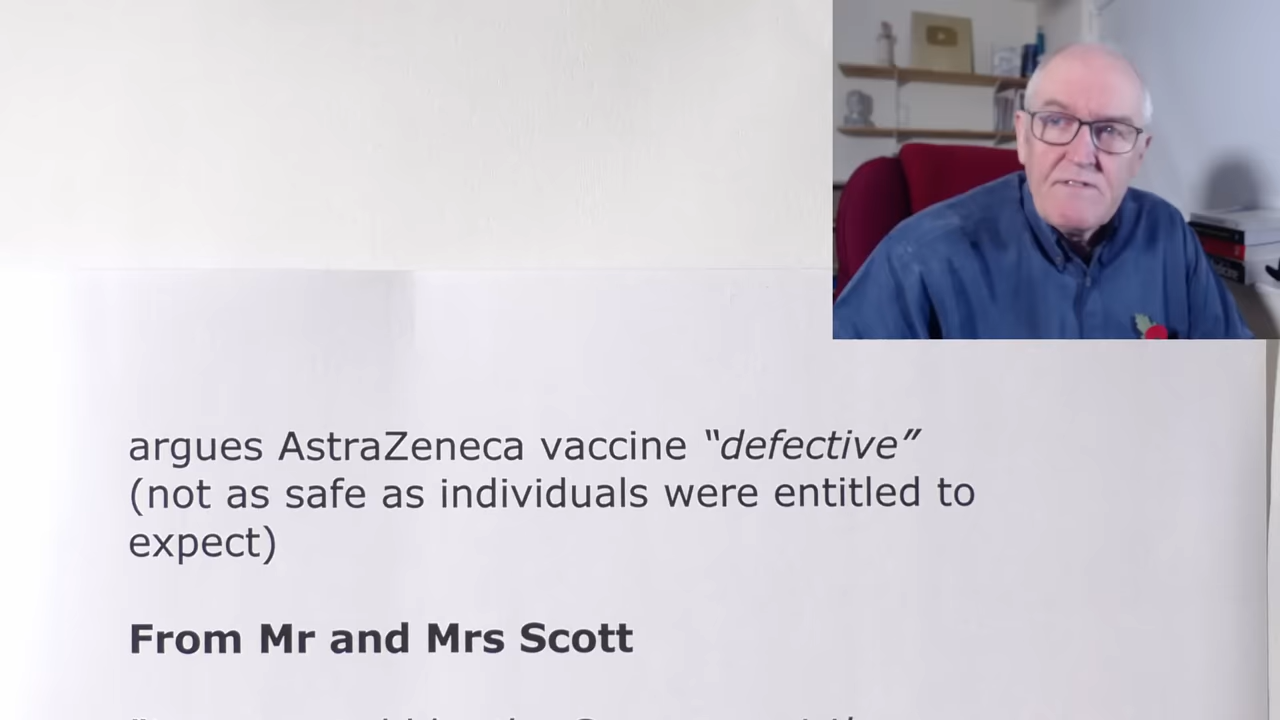 argues AstraZeneca vaccine “defective”
(not as safe as individuals were entitled to
expect)
From Mr and Mrs Scott